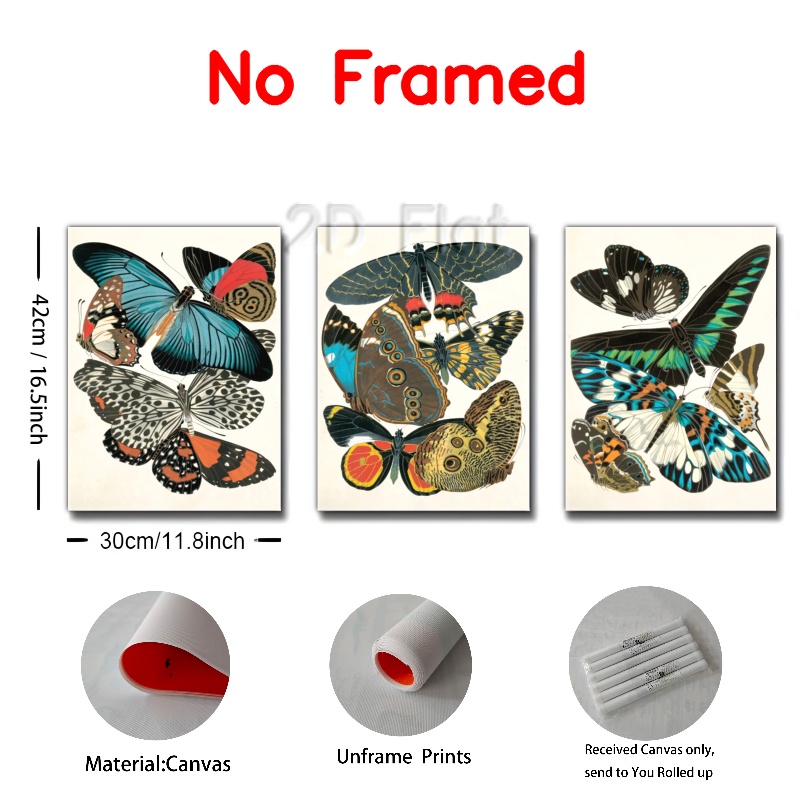 No Framed
2D Flat
42cm / 16.5inch
30cm/11.8inch
Material:Canvas
Unframe Prints
Received Canvas only,
send to You Rolled up